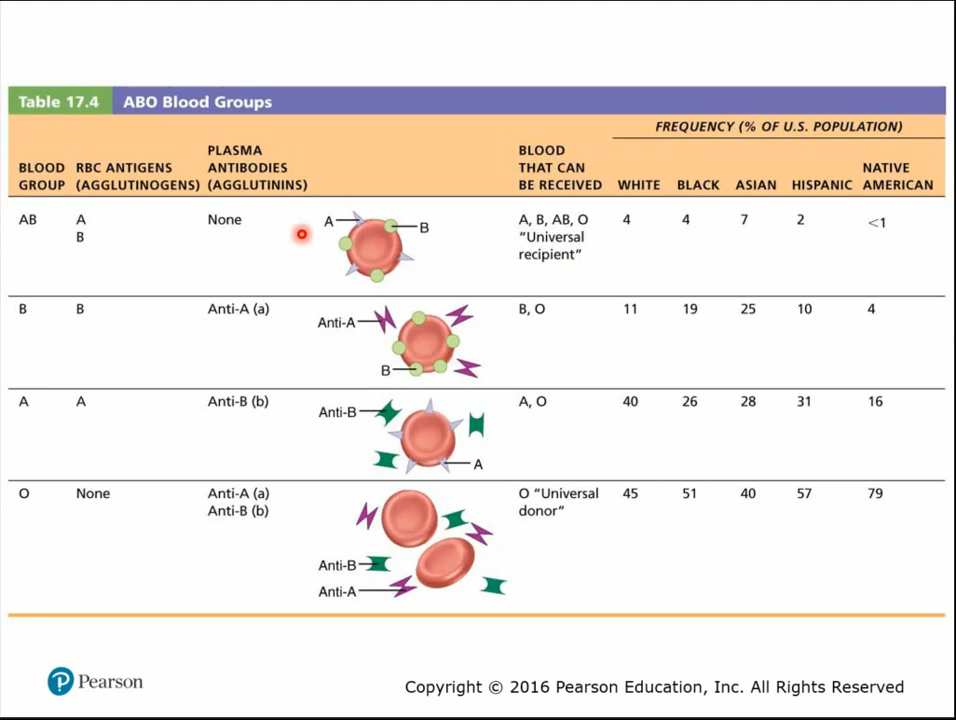 Table 17.4 ABO Blood Groups
FREQUENCY (% OF U.S. POPULATION)
BLOOD GROUP RBC ANTIGENS (AGGLUTINOGENS) PLASMA ANTIBODIES (AGGLUTININS) BLOOD THAT CAN BE RECEIVED WHITE BLACK ASIAN HISPANIC NATIVE AMERICAN
AB A None A B A, B, AB, O 4 4 7 2 <1
B "Universal
recipient"
B B Anti-A (a) B, O 11 19 25 10 4
Anti-A
B
A A Anti-B (b) A, O 40 26 28 31 16
Anti-B
A
O None Anti-A (a) O "Universal 45 51 40 57 79
Anti-B (b) donor"
Anti-B
Anti-A
P Pearson
Copyright © 2016 Pearson Education, Inc. All Rights Reserved